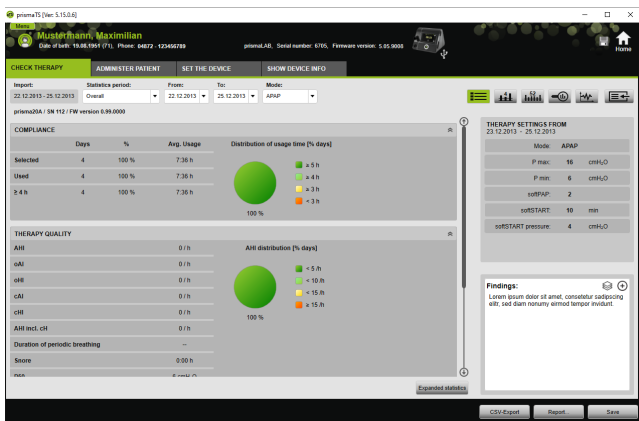 prismaTS [Ver: 5.15.0.6]
Menu
Mustermann, Maximilian
Date of birth: 19.08.1951 (71), Phone: 04872 - 123456789 prismaLAB, Serial number: 6705, Firmware version: 5.05.9008
Home
CHECK THERAPY ADMINISTER PATIENT SET THE DEVICE SHOW DEVICE INFO
Import: Statistics period: From: To: Mode:
22.12.2013 - 25.12.2013 Overall 22.12.2013 25.12.2013 APAP
prisma20A / SN 112 / FW version 0.99.0000
COMPLIANCE
Days % Avg. Usage Distribution of usage time [% days]
Selected 4 100 % 7:36 h
Used 4 100 % 7:36 h
≥ 4 h 4 100 % 7:36 h
≥ 5 h
≥ 4 h
≥ 3 h
< 3 h
100 %
THERAPY QUALITY
AHI 0 / h AHI distribution [% days]
oAI 0 / h
oHI 0 / h
cAI 0 / h
cHI 0 / h
AHI incl. cH 0 / h
Duration of periodic breathing --
Snore 0:00 h
P50 6 cmH₂O
< 5 /h
< 10 /h
< 15 /h
≥ 15 /h
100 %
Expanded statistics
THERAPY SETTINGS FROM
23.12.2013 - 25.12.2013
Mode: APAP
P max: 16 cmH₂O
P min: 6 cmH₂O
softPAP: 2
softSTART: 10 min
softSTART pressure: 4 cmH₂O
Findings:
Lorem ipsum dolor sit amet, consetetur sadipscing
elitr, sed diam nonumy eirmod tempor invidunt.
CSV-Export Report... Save